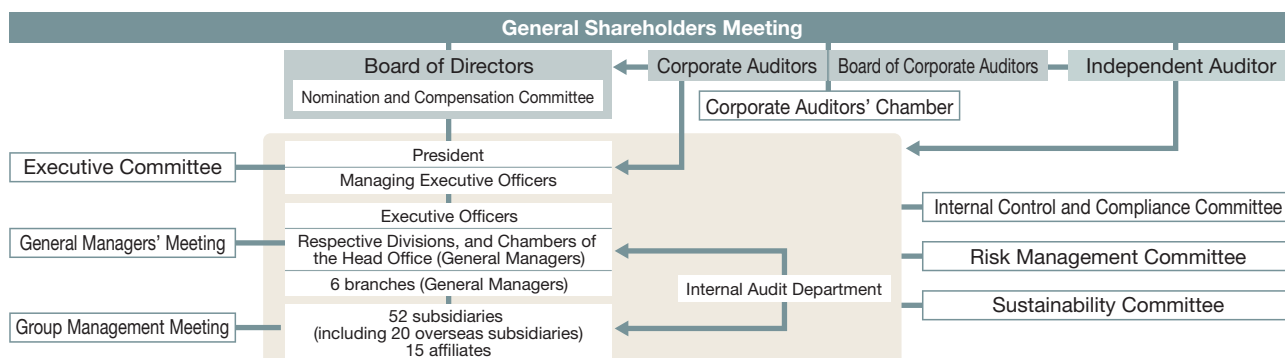 General Shareholders Meeting
Board of Directors
Nomination and Compensation Committee
Corporate Auditors
Board of Corporate Auditors
Independent Auditor
Corporate Auditors' Chamber
Executive Committee
President
Managing Executive Officers
General Managers' Meeting
Executive Officers
Respective Divisions, and Chambers of
the Head Office (General Managers)
6 branches (General Managers)
Group Management Meeting
52 subsidiaries
(including 20 overseas subsidiaries)
15 affiliates
Internal Audit Department
Internal Control and Compliance Committee
Risk Management Committee
Sustainability Committee